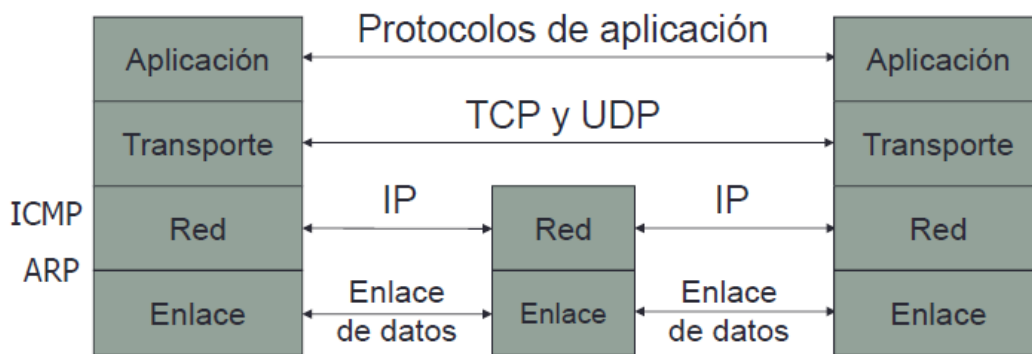 Protocolos de aplicación
Aplicación
Aplicación
TCP y UDP
Transporte
Transporte
ICMP
IP
IP
Red
Red
Red
ARP
Enlace
de datos
Enlace
de datos
Enlace
Enlace
Enlace